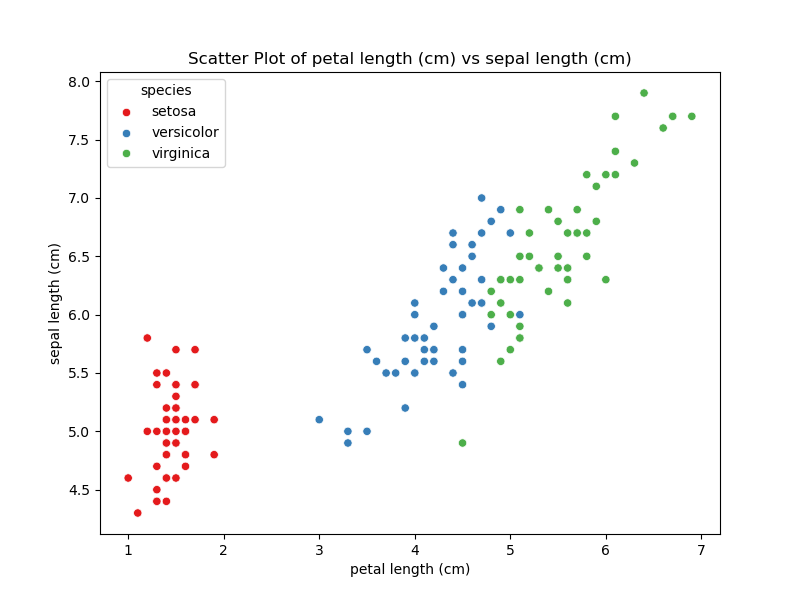 Scatter Plot of petal length (cm) vs sepal length (cm)
species
setosa
versicolor
virginica
8.0
7.5
7.0
6.5
6.0
5.5
5.0
4.5
sepal length (cm)
1 2 3 4 5 6 7
petal length (cm)